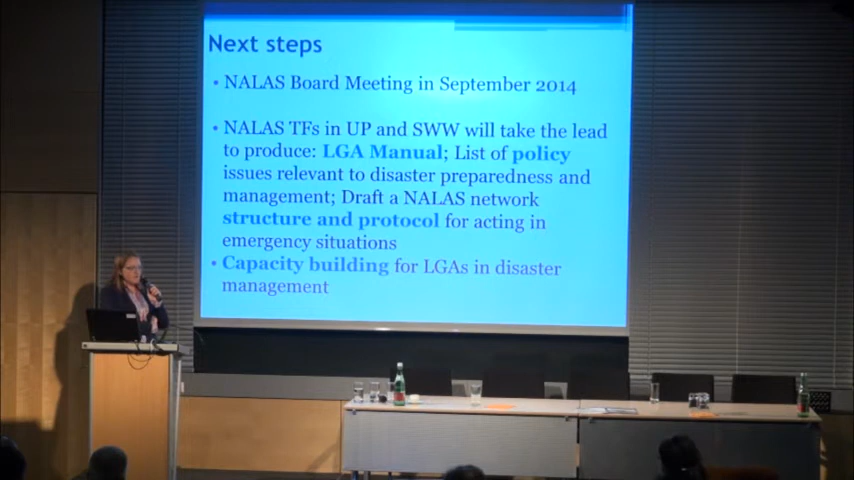 Next steps
• NALAS Board Meeting in September 2014
• NALAS TFs in UP and SWW will take the lead
to produce: LGA Manual; List of policy
issues relevant to disaster preparedness and
management; Draft a NALAS network
structure and protocol for acting in
emergency situations
• Capacity building for LGAs in disaster
management